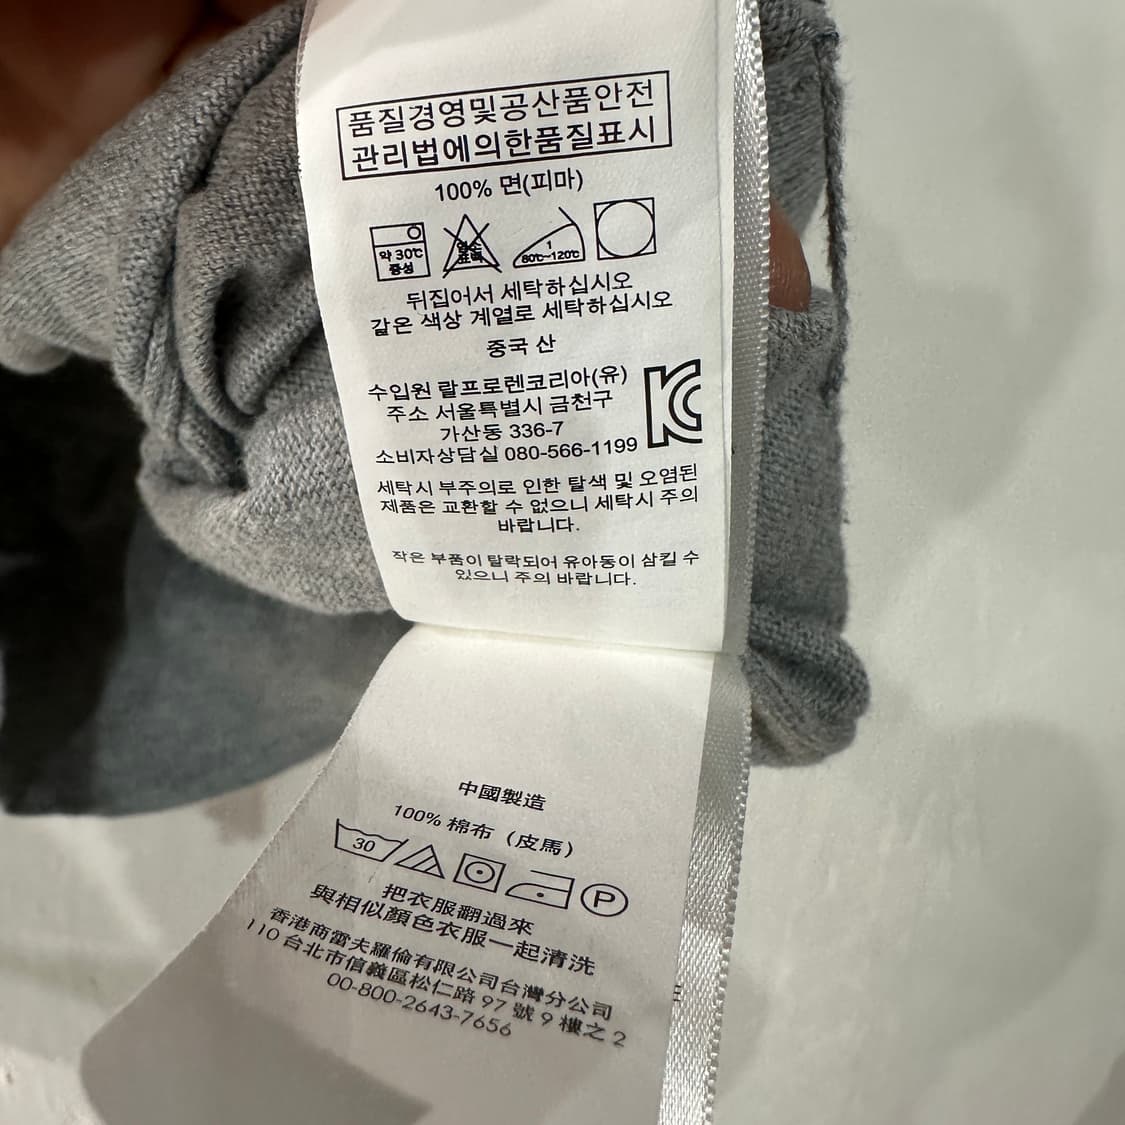 품질경영및공산품안전
관리법에의한품질표시
100% 면(피마)
약 30℃
중성
염소
표백
1
80℃~120℃
뒤집어서 세탁하십시오
같은 색상 계열로 세탁하십시오
중국 산
수입원 랄프로렌코리아(유)
주소 서울특별시 금천구
가산동 336-7
소비자상담실 080-566-1199
세탁시 부주의로 인한 탈색 및 오염된
제품은 교환할 수 없으니 세탁시 주의
바랍니다.
작은 부품이 탈락되어 유아동이 삼킬 수
있으니 주의 바랍니다.
中國製造
100% 棉布 (皮馬)
30
P
把衣服翻過來
與相似顏色衣服一起清洗
香港商雷夫羅倫有限公司台灣分公司
110 台北市信義區松仁路 97 號 9 樓之 2
00-800-2643-7656